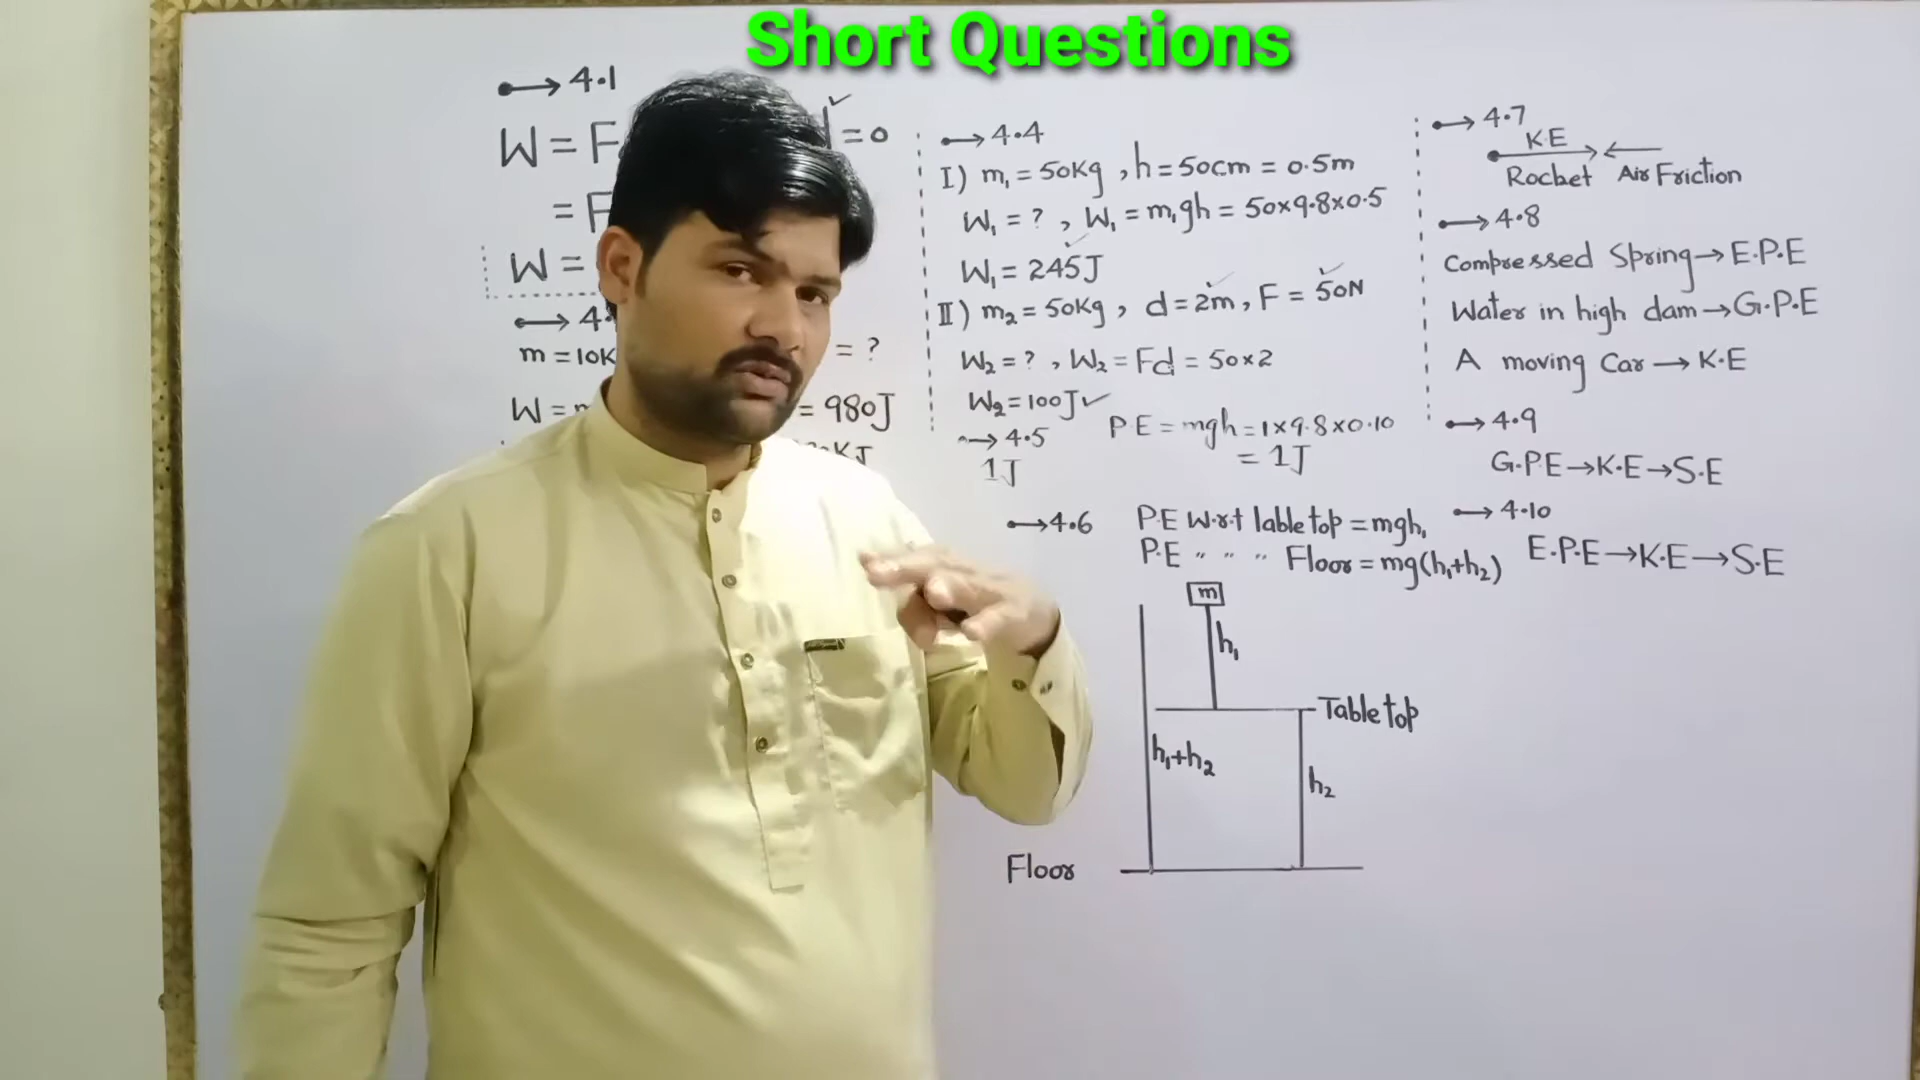 Short Questions
4.1
W = F = 0
= F
W =
m = 10K = ?
W = = 980J
4.4
I) m₁ = 50Kg , h = 50cm = 0.5m
W₁ = ? , W₁ = m₁gh = 50×9.8×0.5
W₁ = 245J
II) m₂ = 50Kg , d = 2m , F = 50N
W₂ = ? , W₂ = Fd = 50×2
W₂ = 100J
4.5
1J
P.E = mgh = 1×9.8×0.10
= 1J
4.6
P.E w.r.t lable top = mgh₁
P.E " " " Floor = mg(h₁+h₂)
m
h₁
Table top
h₁+h₂
h₂
Floor
4.7
K.E
Rocket Air Friction
4.8
Compressed Spring → E.P.E
Water in high dam → G.P.E
A moving Car → K.E
4.9
G.P.E → K.E → S.E
4.10
E.P.E → K.E → S.E